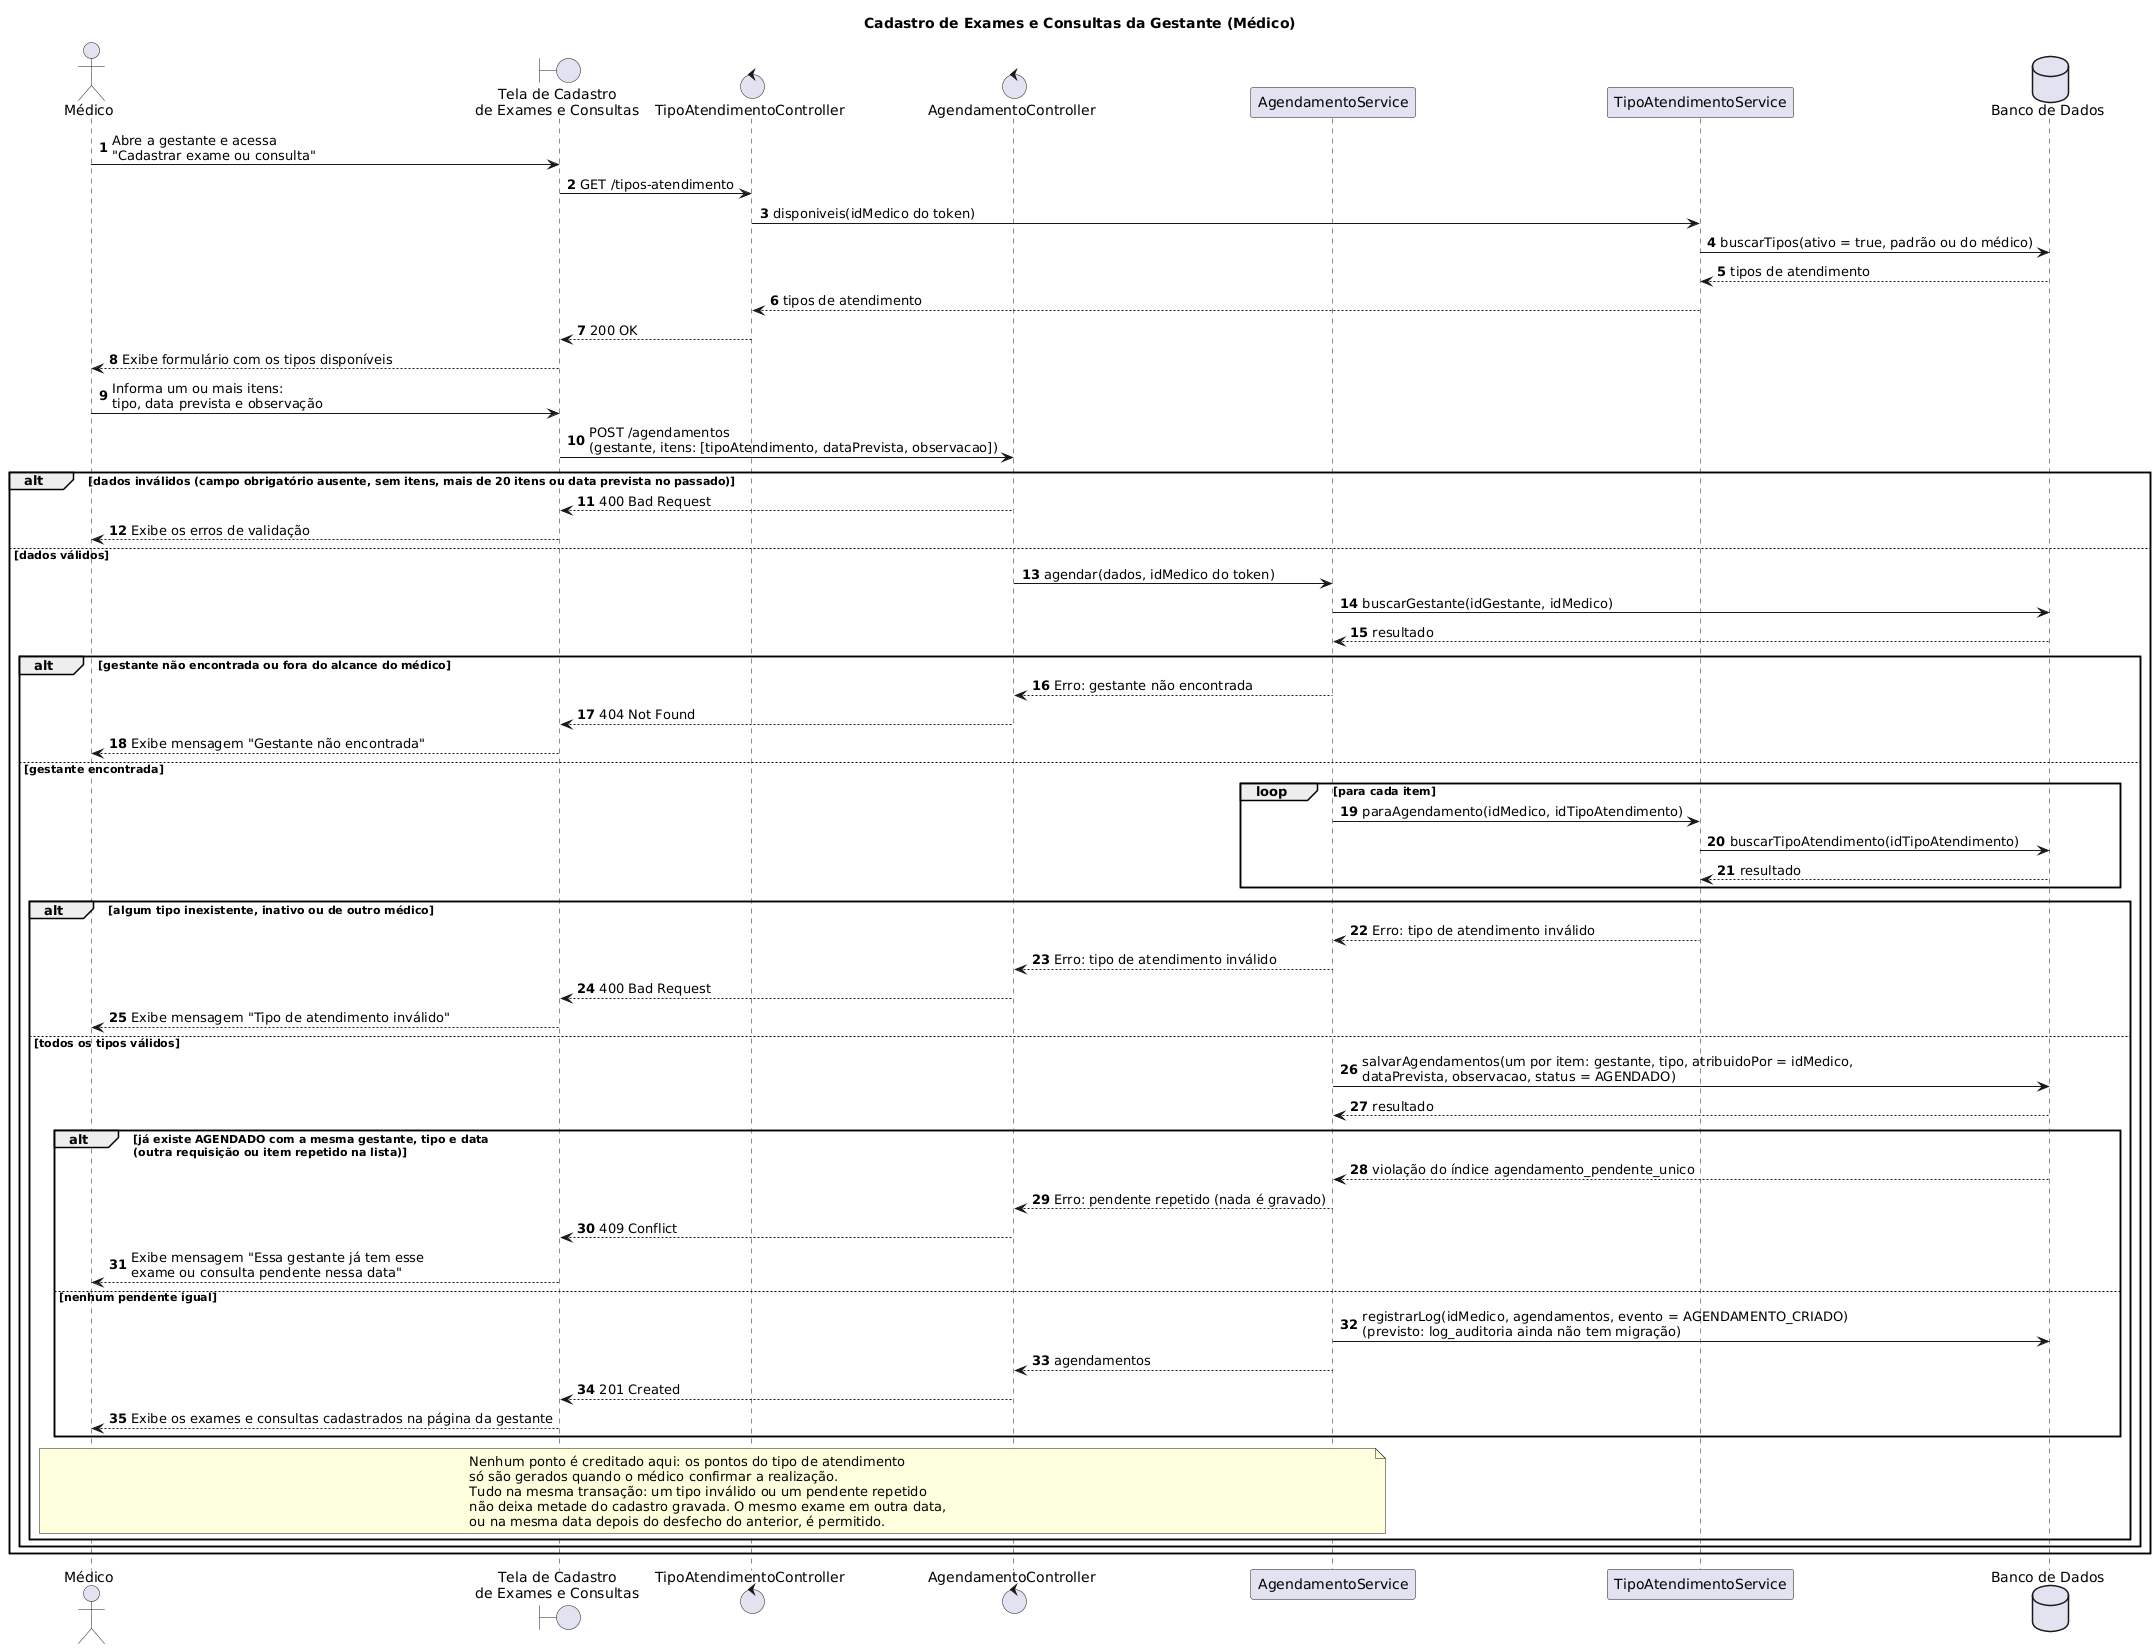 Cadastro de Exames e Consultas da Gestante (Médico)
Médico
Tela de Cadastro
de Exames e Consultas
TipoAtendimentoController
AgendamentoController
AgendamentoService
TipoAtendimentoService
Banco de Dados
1 Abre a gestante e acessa
"Cadastrar exame ou consulta"
2 GET /tipos-atendimento
3 disponiveis(idMedico do token)
4 buscarTipos(ativo = true, padrão ou do médico)
5 tipos de atendimento
6 tipos de atendimento
7 200 OK
8 Exibe formulário com os tipos disponíveis
9 Informa um ou mais itens:
tipo, data prevista e observação
10 POST /agendamentos
(gestante, itens: [tipoAtendimento, dataPrevista, observacao])
alt [dados inválidos (campo obrigatório ausente, sem itens, mais de 20 itens ou data prevista no passado)]
11 400 Bad Request
12 Exibe os erros de validação
[dados válidos]
13 agendar(dados, idMedico do token)
14 buscarGestante(idGestante, idMedico)
15 resultado
alt [gestante não encontrada ou fora do alcance do médico]
16 Erro: gestante não encontrada
17 404 Not Found
18 Exibe mensagem "Gestante não encontrada"
[gestante encontrada]
loop [para cada item]
19 paraAgendamento(idMedico, idTipoAtendimento)
20 buscarTipoAtendimento(idTipoAtendimento)
21 resultado
alt [algum tipo inexistente, inativo ou de outro médico]
22 Erro: tipo de atendimento inválido
23 Erro: tipo de atendimento inválido
24 400 Bad Request
25 Exibe mensagem "Tipo de atendimento inválido"
[todos os tipos válidos]
26 salvarAgendamentos(um por item: gestante, tipo, atribuidoPor = idMedico,
dataPrevista, observacao, status = AGENDADO)
27 resultado
alt [já existe AGENDADO com a mesma gestante, tipo e data
(outra requisição ou item repetido na lista)]
28 violação do índice agendamento_pendente_unico
29 Erro: pendente repetido (nada é gravado)
30 409 Conflict
31 Exibe mensagem "Essa gestante já tem esse
exame ou consulta pendente nessa data"
[nenhum pendente igual]
32 registrarLog(idMedico, agendamentos, evento = AGENDAMENTO_CRIADO)
(previsto: log_auditoria ainda não tem migração)
33 agendamentos
34 201 Created
35 Exibe os exames e consultas cadastrados na página da gestante
Nenhum ponto é creditado aqui: os pontos do tipo de atendimento
só são gerados quando o médico confirmar a realização.
Tudo na mesma transação: um tipo inválido ou um pendente repetido
não deixa metade do cadastro gravada. O mesmo exame em outra data,
ou na mesma data depois do desfecho do anterior, é permitido.
Médico
Tela de Cadastro
de Exames e Consultas
TipoAtendimentoController
AgendamentoController
AgendamentoService
TipoAtendimentoService
Banco de Dados